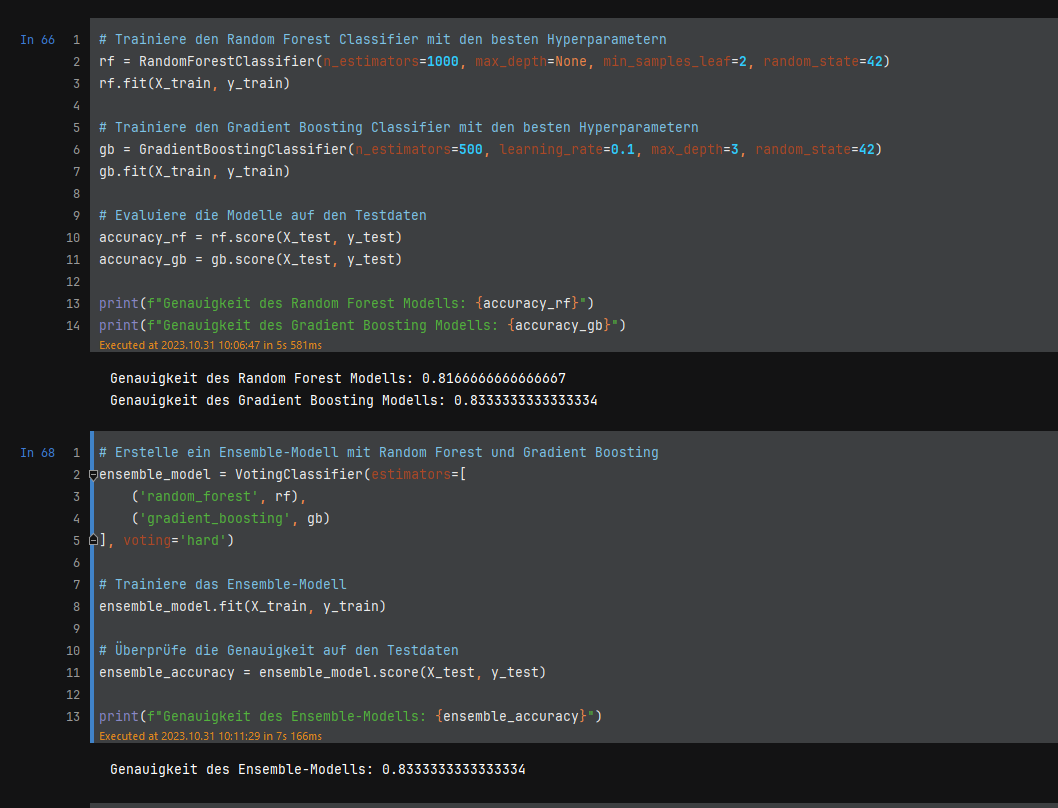 In 66
1 # Trainiere den Random Forest Classifier mit den besten Hyperparametern
2 rf = RandomForestClassifier(n_estimators=1000, max_depth=None, min_samples_leaf=2, random_state=42)
3 rf.fit(X_train, y_train)
4
5 # Trainiere den Gradient Boosting Classifier mit den besten Hyperparametern
6 gb = GradientBoostingClassifier(n_estimators=500, learning_rate=0.1, max_depth=3, random_state=42)
7 gb.fit(X_train, y_train)
8
9 # Evaluiere die Modelle auf den Testdaten
10 accuracy_rf = rf.score(X_test, y_test)
11 accuracy_gb = gb.score(X_test, y_test)
12
13 print(f"Genauigkeit des Random Forest Modells: {accuracy_rf}")
14 print(f"Genauigkeit des Gradient Boosting Modells: {accuracy_gb}")
Executed at 2023.10.31 10:06:47 in 5s 581ms
Genauigkeit des Random Forest Modells: 0.8166666666666667
Genauigkeit des Gradient Boosting Modells: 0.8333333333333334
In 68
1 # Erstelle ein Ensemble-Modell mit Random Forest und Gradient Boosting
2 ensemble_model = VotingClassifier(estimators=[
3     ('random_forest', rf),
4     ('gradient_boosting', gb)
5 ], voting='hard')
6
7 # Trainiere das Ensemble-Modell
8 ensemble_model.fit(X_train, y_train)
9
10 # Überprüfe die Genauigkeit auf den Testdaten
11 ensemble_accuracy = ensemble_model.score(X_test, y_test)
12
13 print(f"Genauigkeit des Ensemble-Modells: {ensemble_accuracy}")
Executed at 2023.10.31 10:11:29 in 7s 166ms
Genauigkeit des Ensemble-Modells: 0.8333333333333334